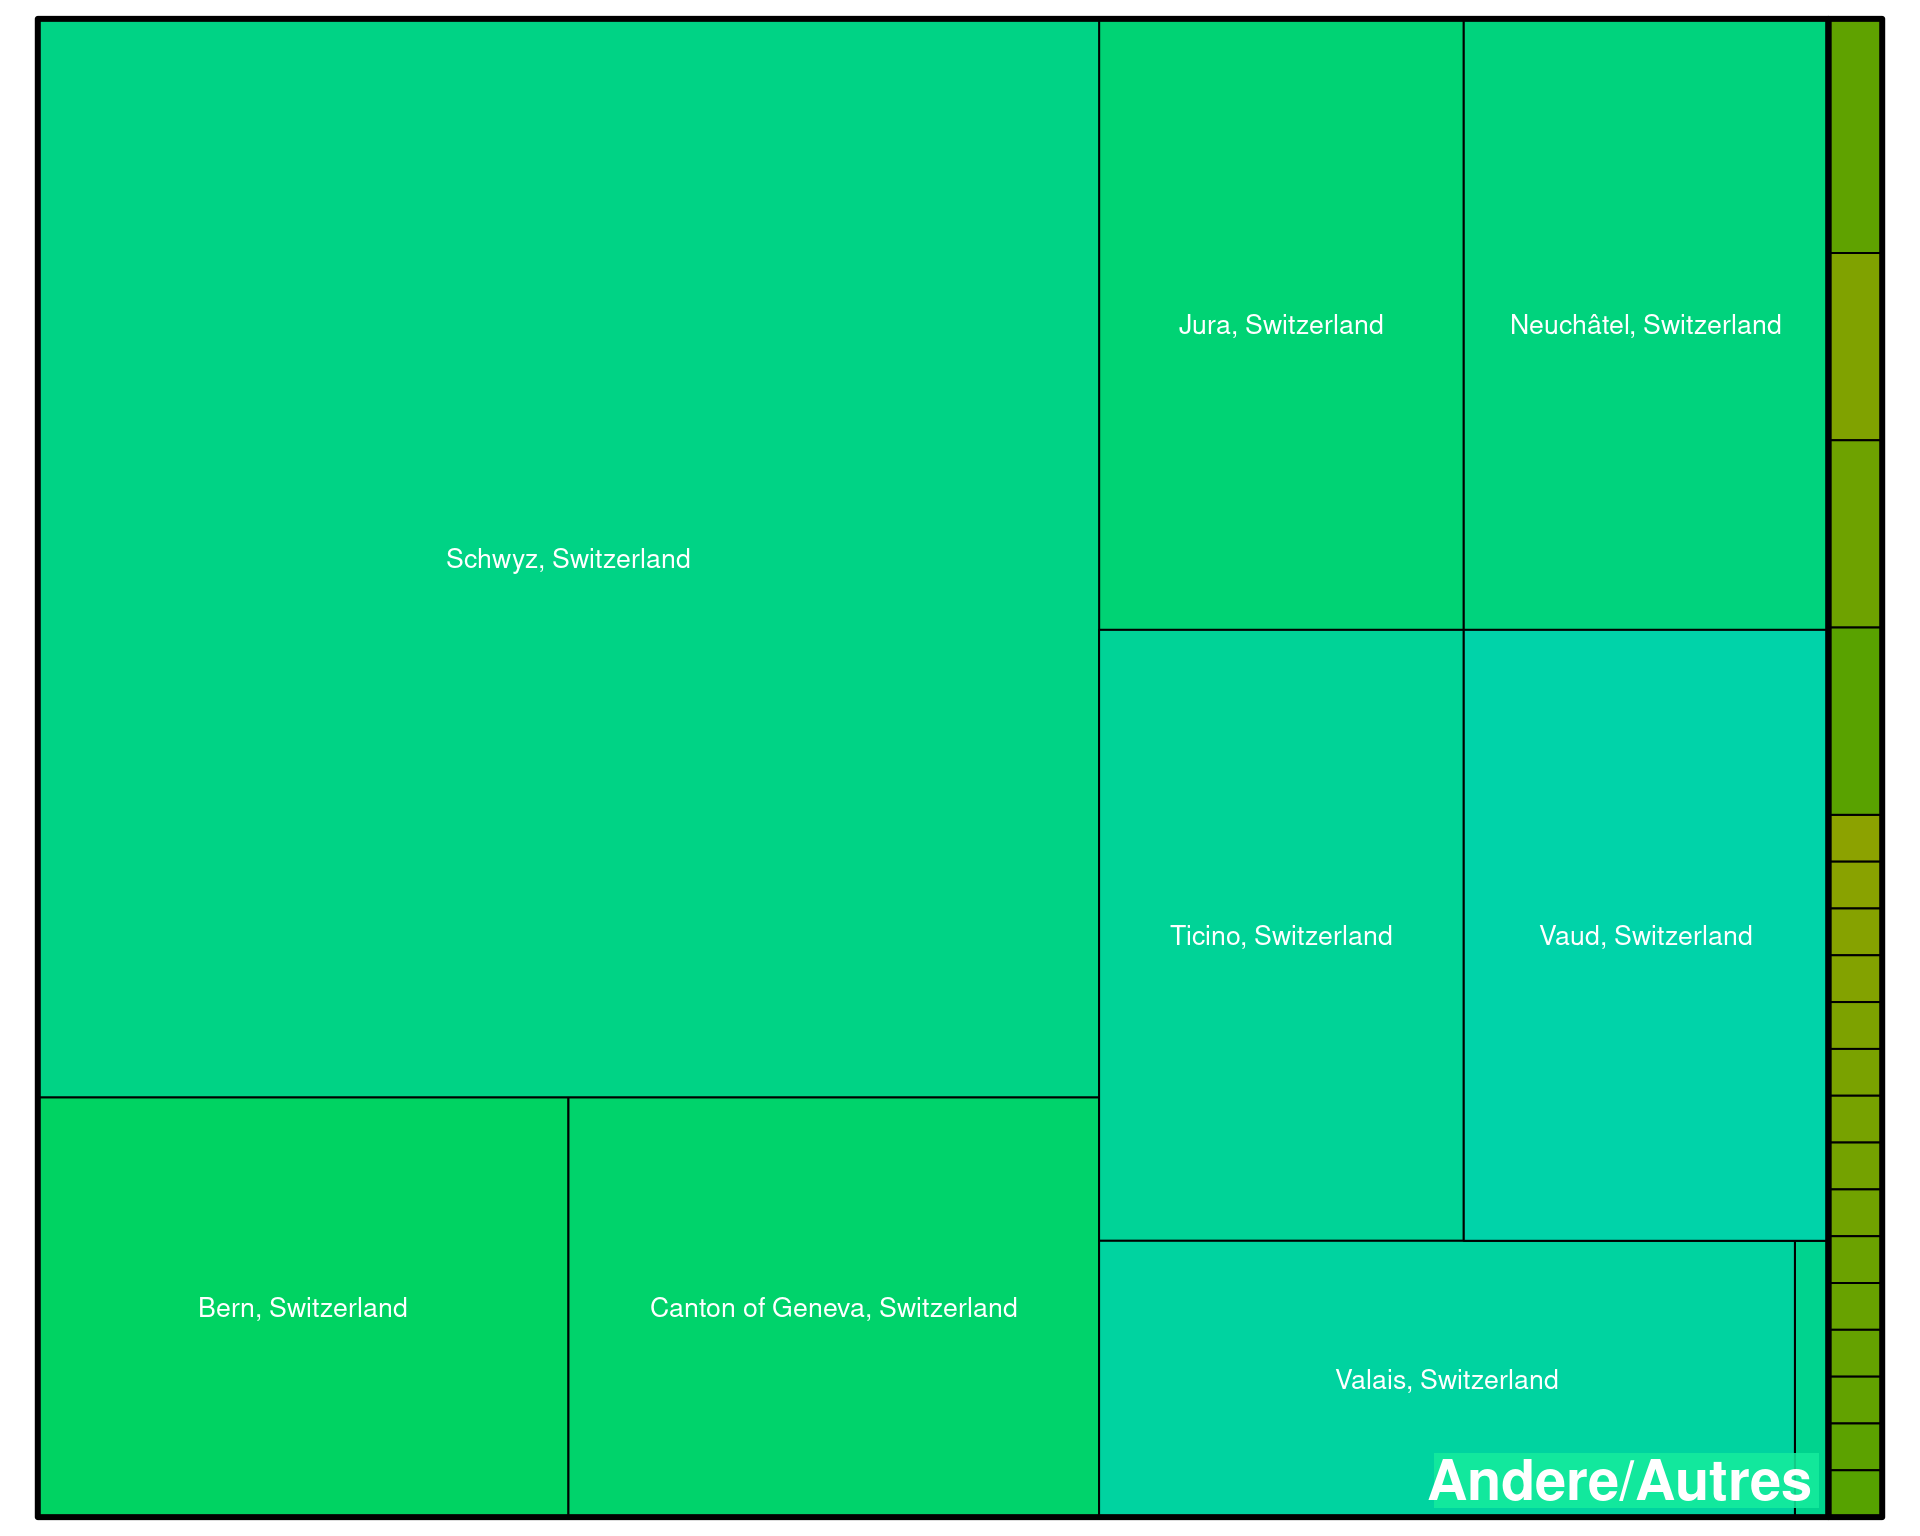 Schwyz, Switzerland
Jura, Switzerland
Neuchâtel, Switzerland
Ticino, Switzerland
Vaud, Switzerland
Bern, Switzerland
Canton of Geneva, Switzerland
Valais, Switzerland
Andere/Autres